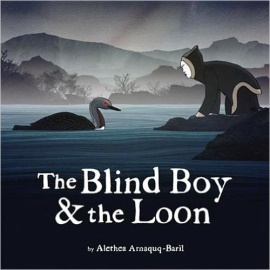 The Blind Boy
& the Loon
by Alethea Arnaquq-Baril